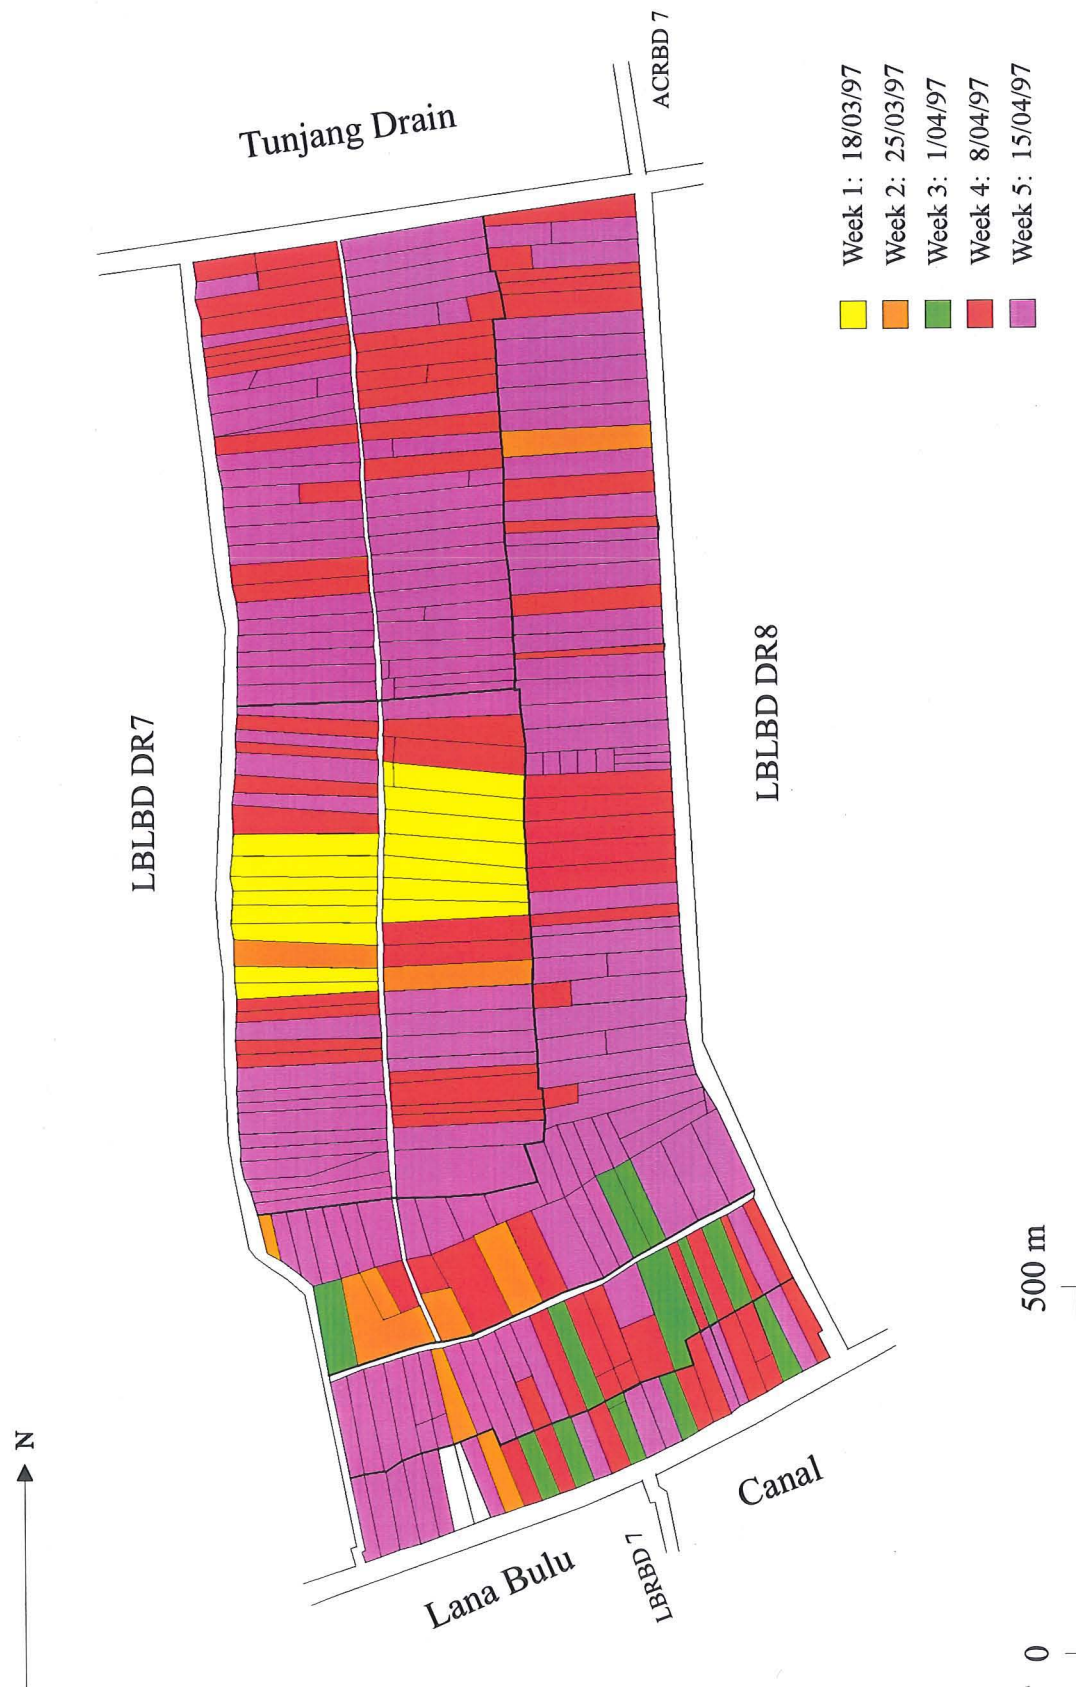 ACRBD 7
Tunjang Drain
Week 1: 18/03/97
Week 2: 25/03/97
Week 3: 1/04/97
Week 4: 8/04/97
Week 5: 15/04/97
LBLBD DR7
LBLBD DR8
500 m
N
Canal
Lana Bulu
LBRBD 7
0